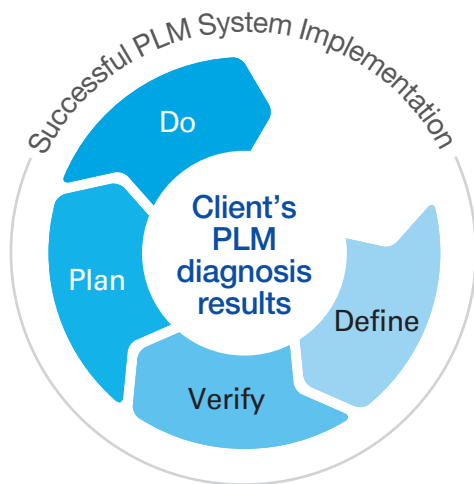 Successful PLM System Implementation
Do
Client's
PLM
diagnosis
results
Plan
Define
Verify